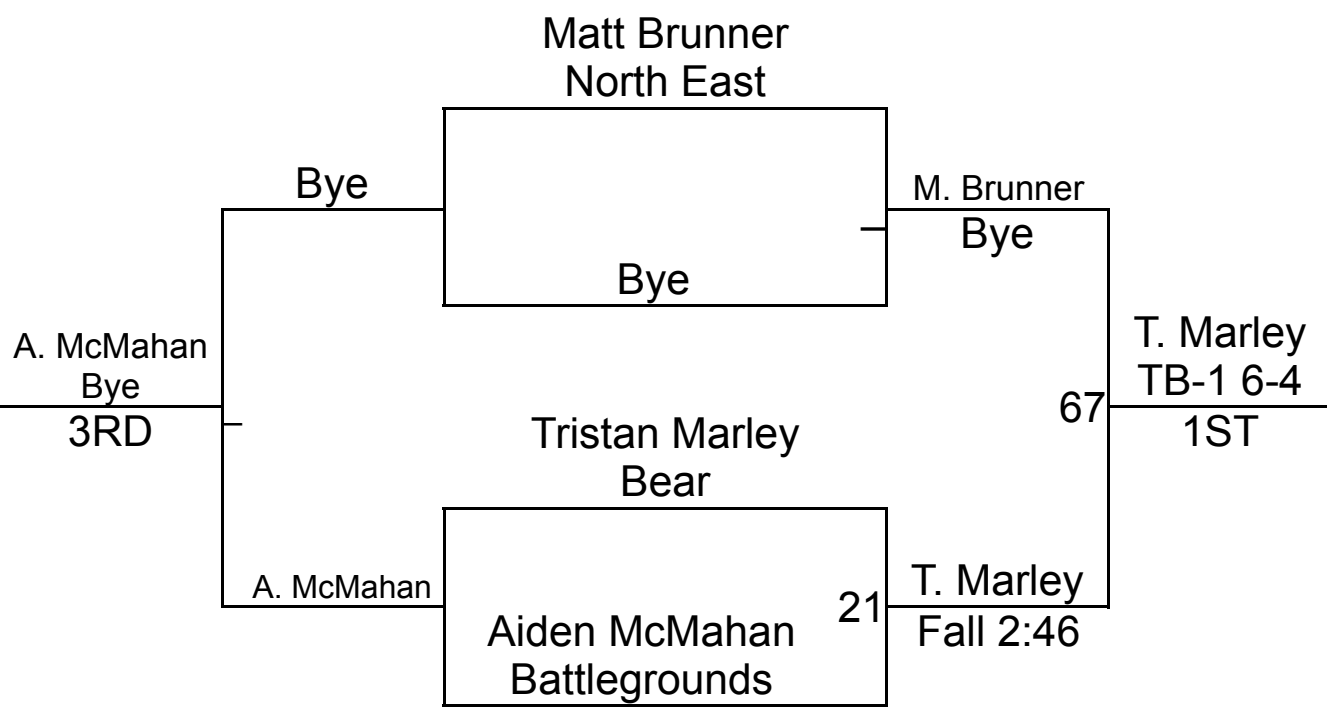 Matt Brunner
North East
Bye
M. Brunner
Bye
Bye
A. McMahan
Bye
3RD
T. Marley
TB-1 6-4
67
1ST
Tristan Marley
Bear
A. McMahan
21
T. Marley
Fall 2:46
Aiden McMahan
Battlegrounds